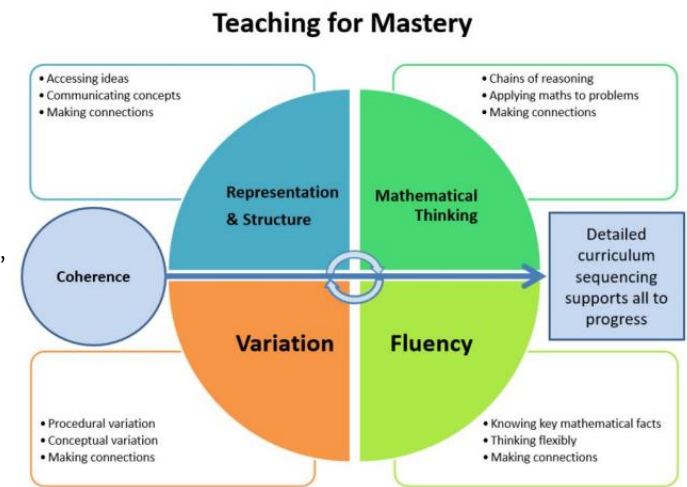 Teaching for Mastery
• Accessing ideas
• Communicating concepts
• Making connections
• Chains of reasoning
• Applying maths to problems
• Making connections
Representation
& Structure
Mathematical
Thinking
,
Coherence
Detailed
curriculum
sequencing
supports all to
progress
Variation
Fluency
• Procedural variation
• Conceptual variation
• Making connections
• Knowing key mathematical facts
• Thinking flexibly
• Making connections